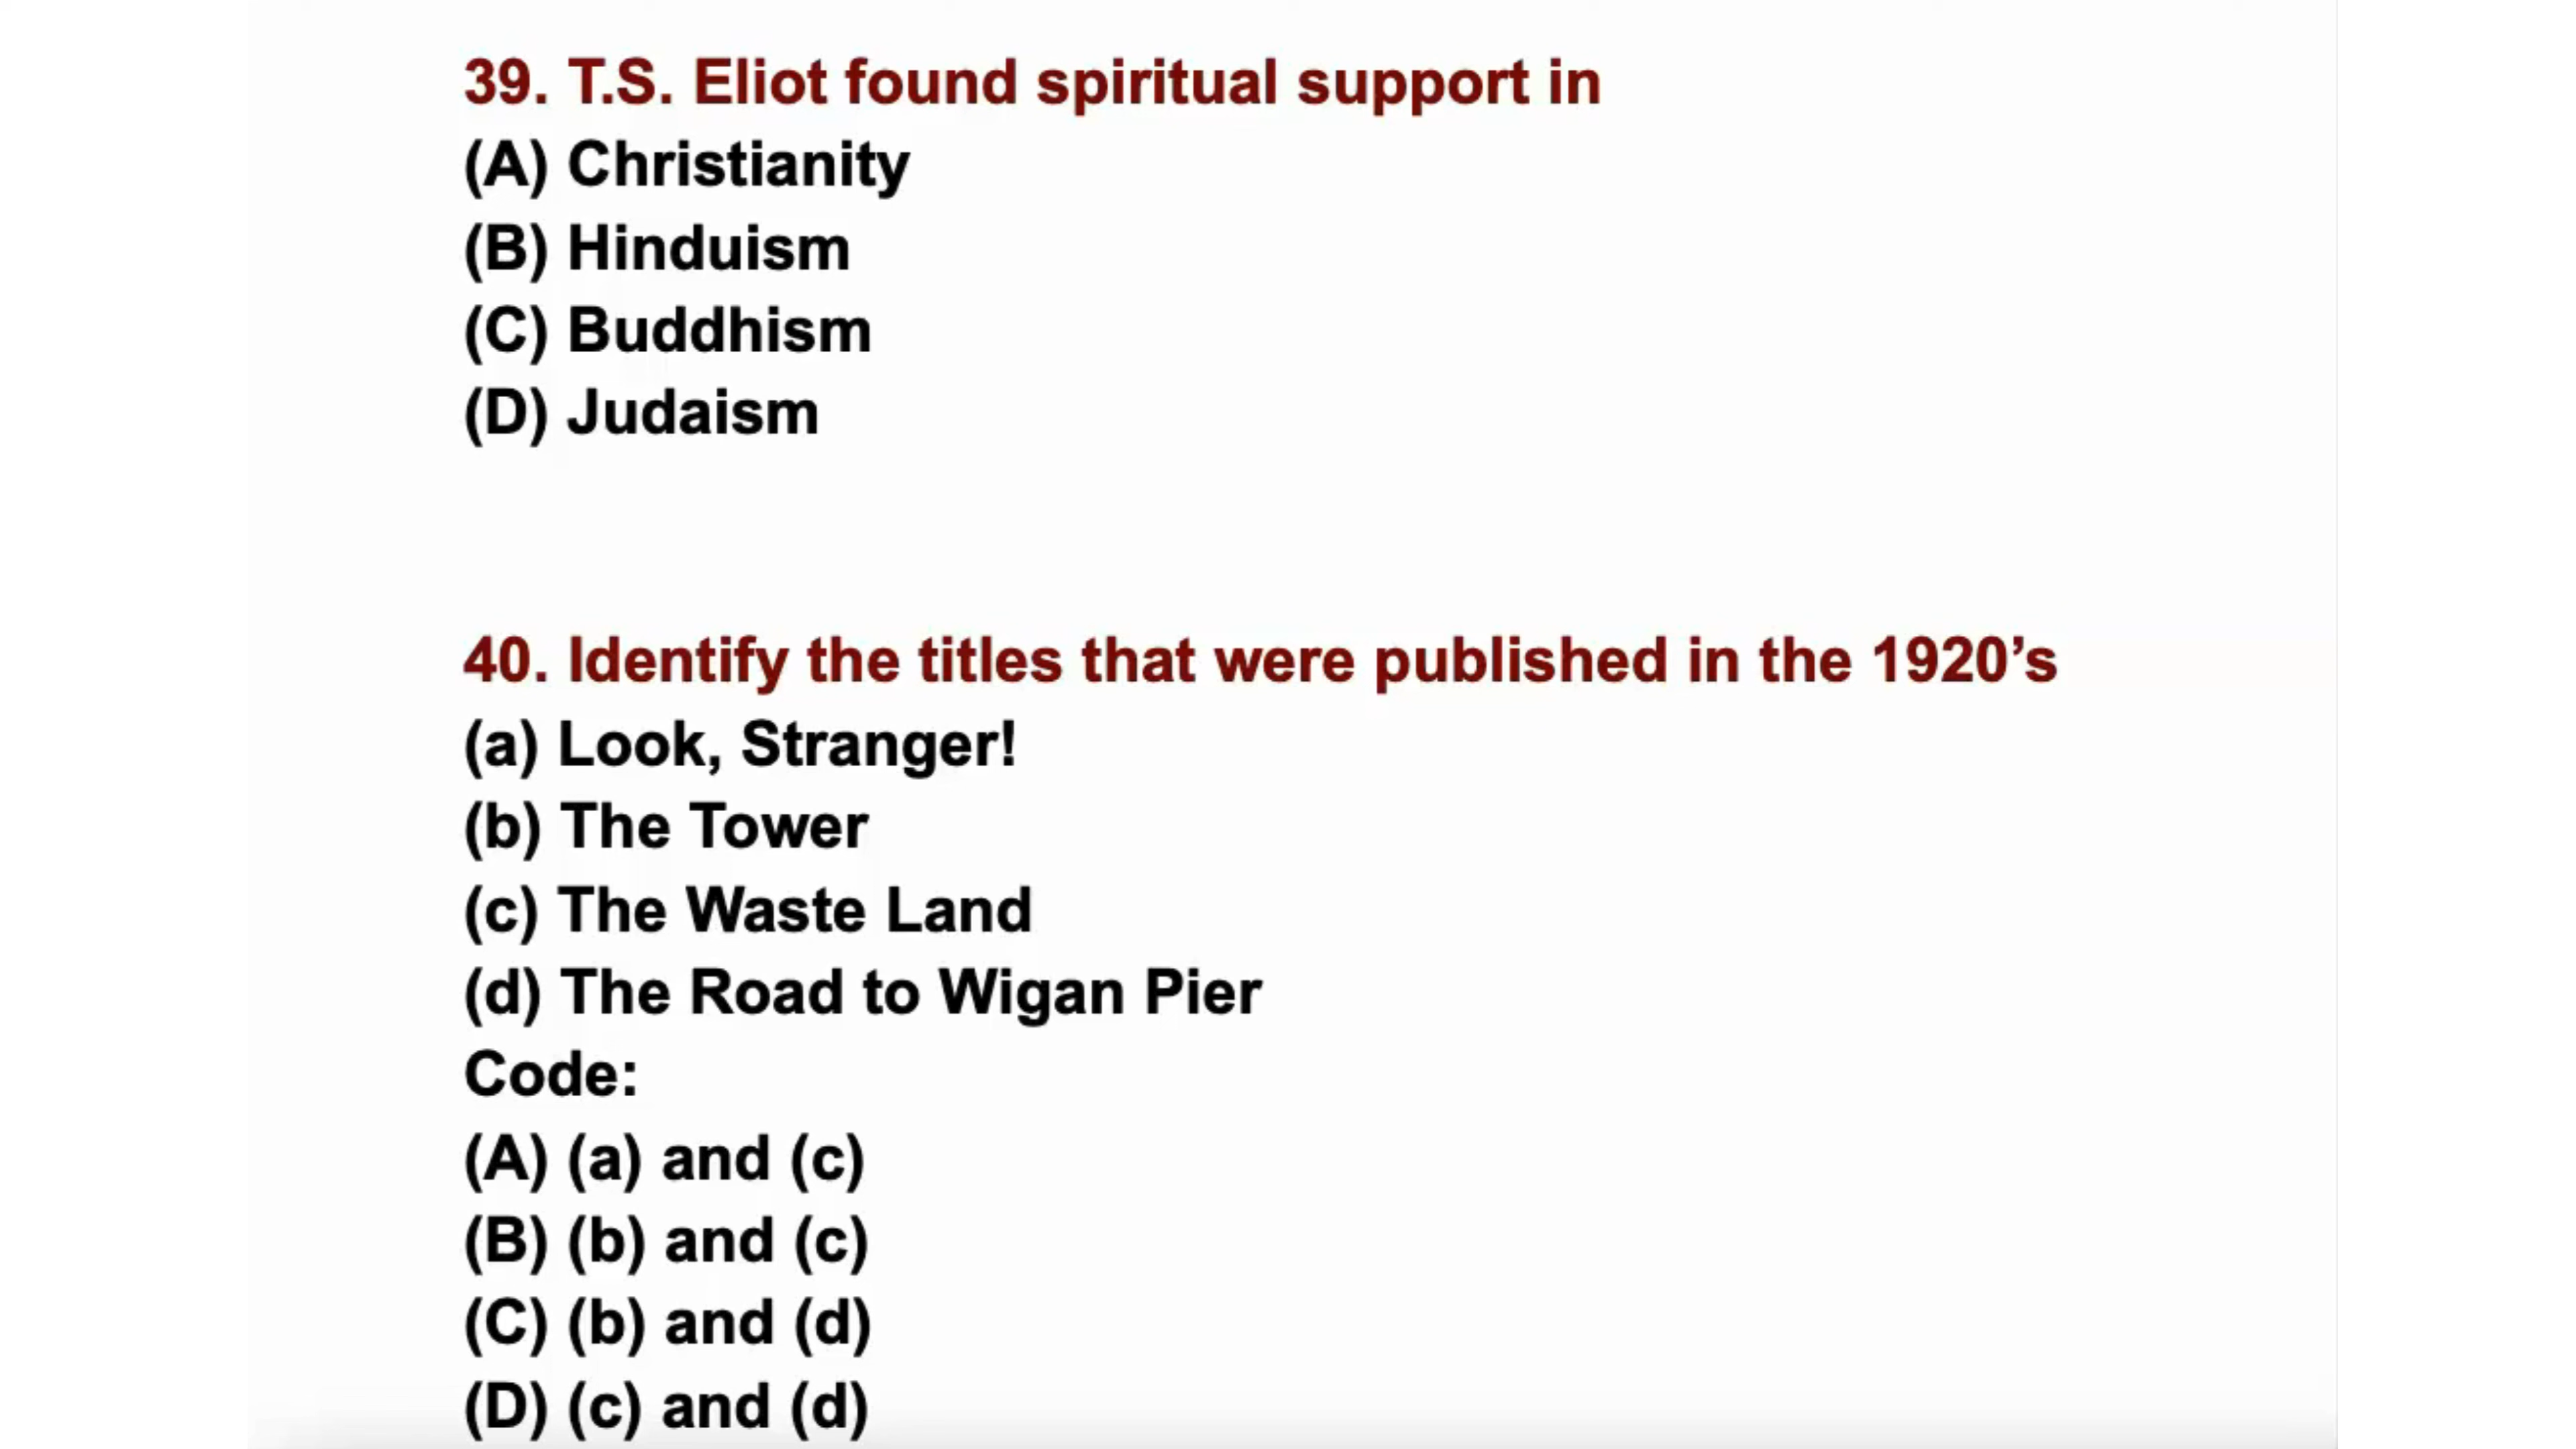 39. T.S. Eliot found spiritual support in
(A) Christianity
(B) Hinduism
(C) Buddhism
(D) Judaism
40. Identify the titles that were published in the 1920’s
(a) Look, Stranger!
(b) The Tower
(c) The Waste Land
(d) The Road to Wigan Pier
Code:
(A) (a) and (c)
(B) (b) and (c)
(C) (b) and (d)
(D) (c) and (d)